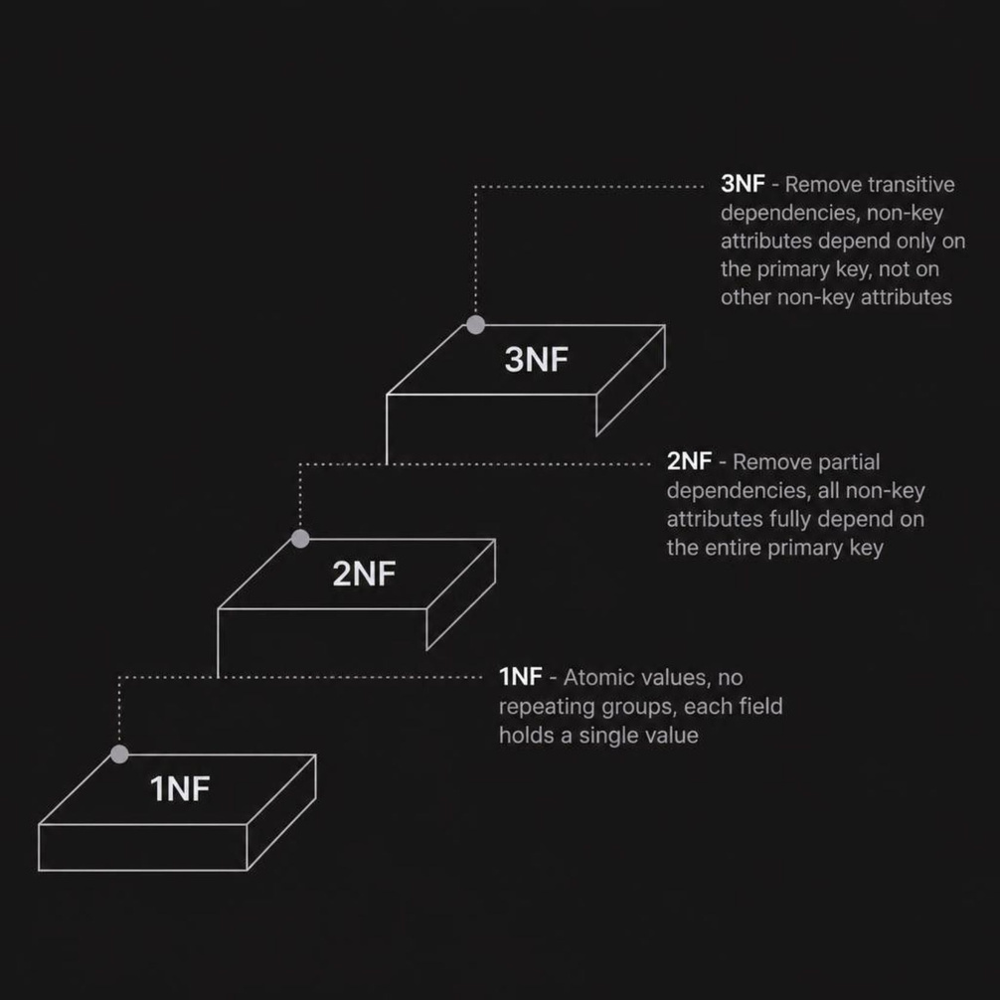 3NF - Remove transitive
dependencies, non-key
attributes depend only on
the primary key, not on
other non-key attributes
3NF
2NF - Remove partial
dependencies, all non-key
attributes fully depend on
the entire primary key
2NF
1NF - Atomic values, no
repeating groups, each field
holds a single value
1NF